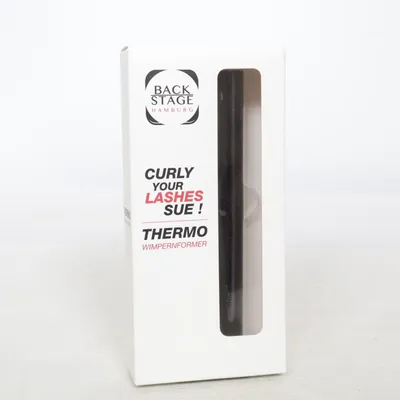 BACK
STAGE
HAMBURG
CURLY
YOUR
LASHES
SUE !
THERMO
WIMPERNFORMER